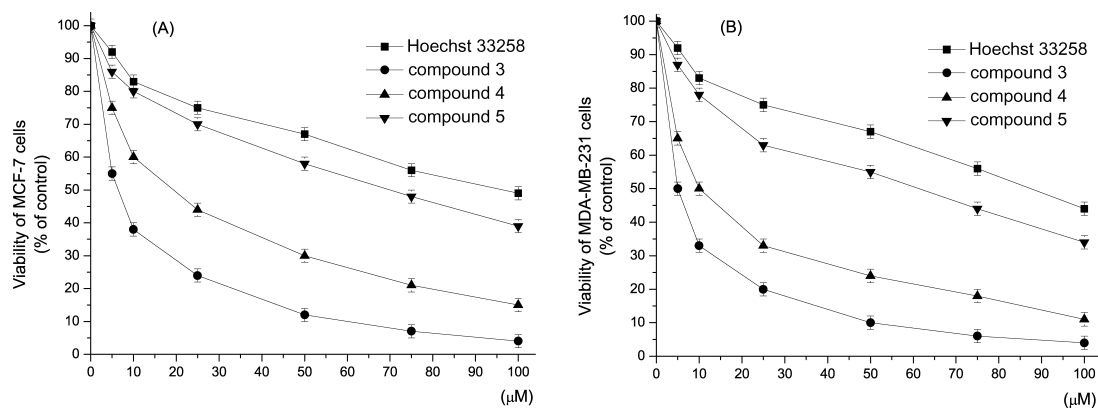 (A)
Hoechst 33258
compound 3
compound 4
compound 5
Viability of MCF-7 cells
(% of control)
100
90
80
70
60
50
40
30
20
10
0
0 10 20 30 40 50 60 70 80 90 100
(μM)
(B)
Hoechst 33258
compound 3
compound 4
compound 5
Viability of MDA-MB-231 cells
(% of control)
100
90
80
70
60
50
40
30
20
10
0
0 10 20 30 40 50 60 70 80 90 100
(μM)